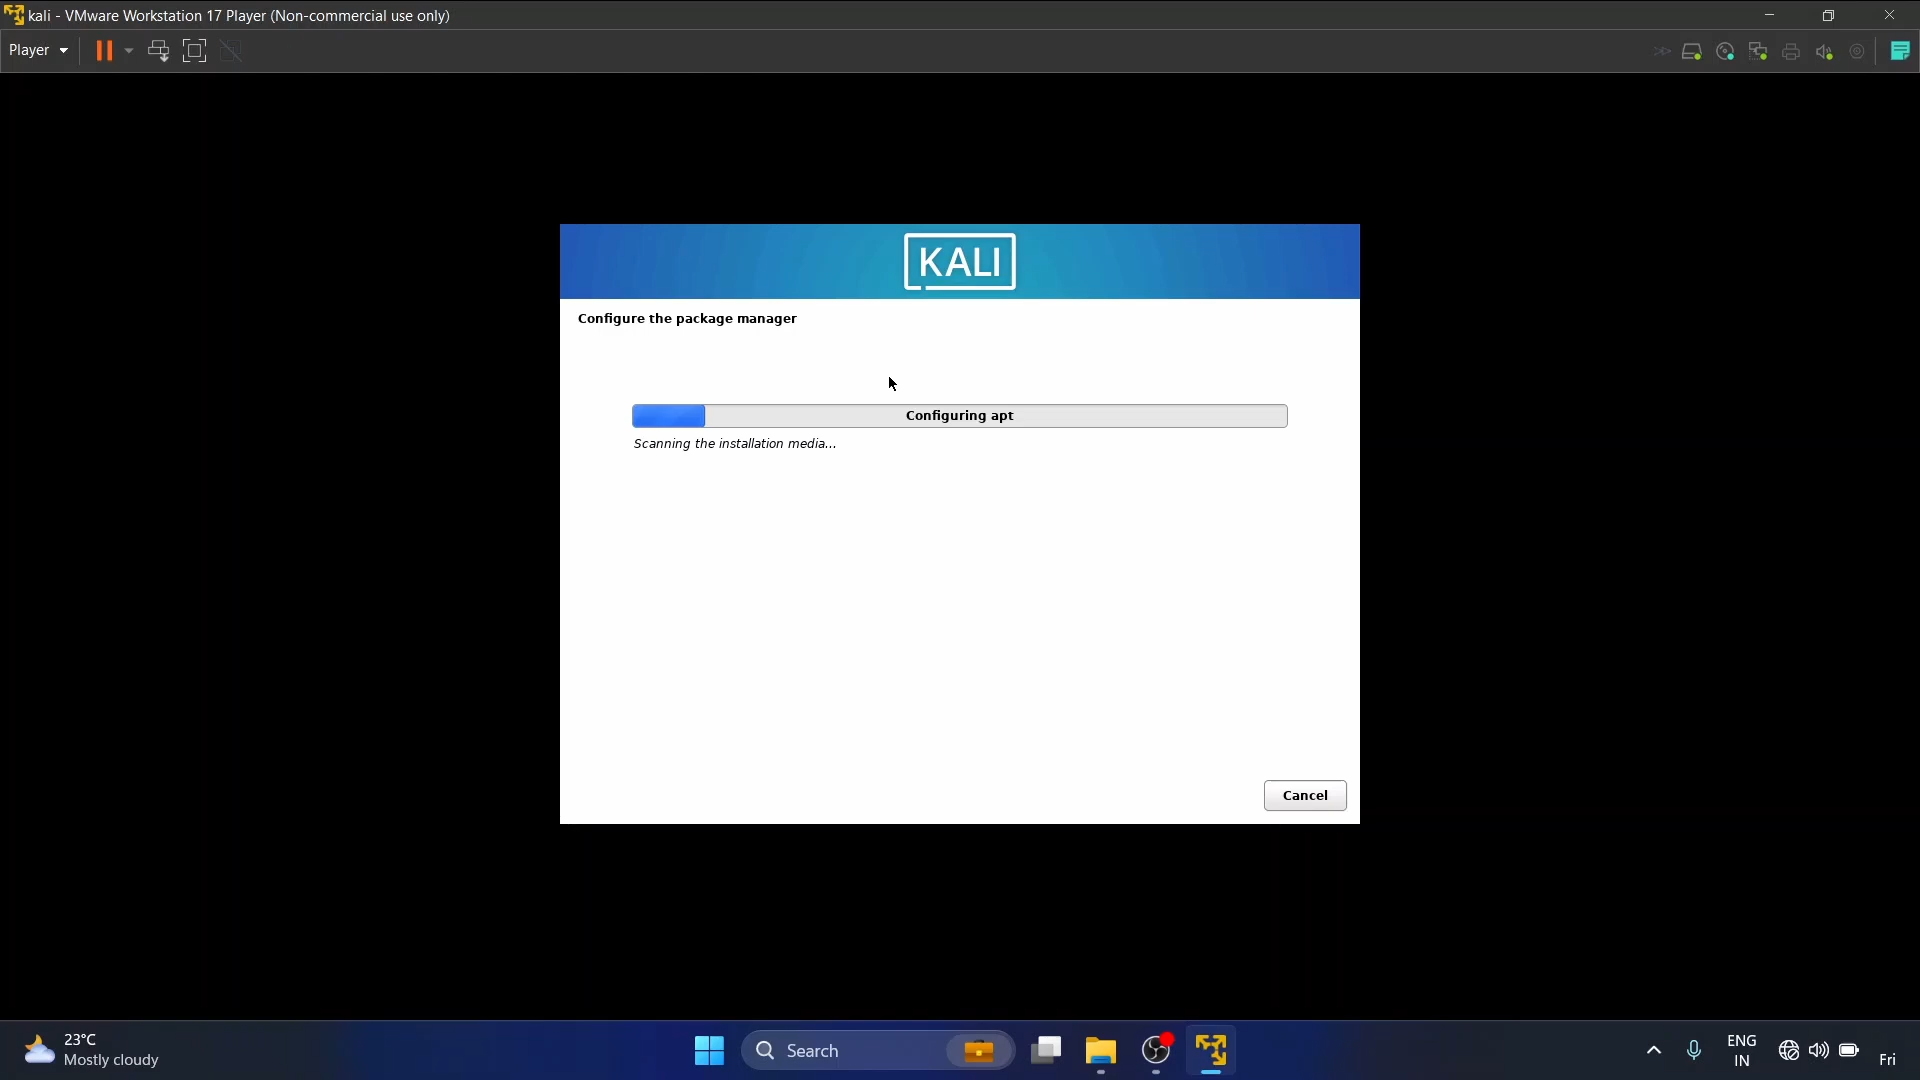 kali - VMware Workstation 17 Player (Non-commercial use only)
Player
KALI
Configure the package manager
Configuring apt
Scanning the installation media...
Cancel
23°C
Mostly cloudy
Search
ENG
IN
Fri